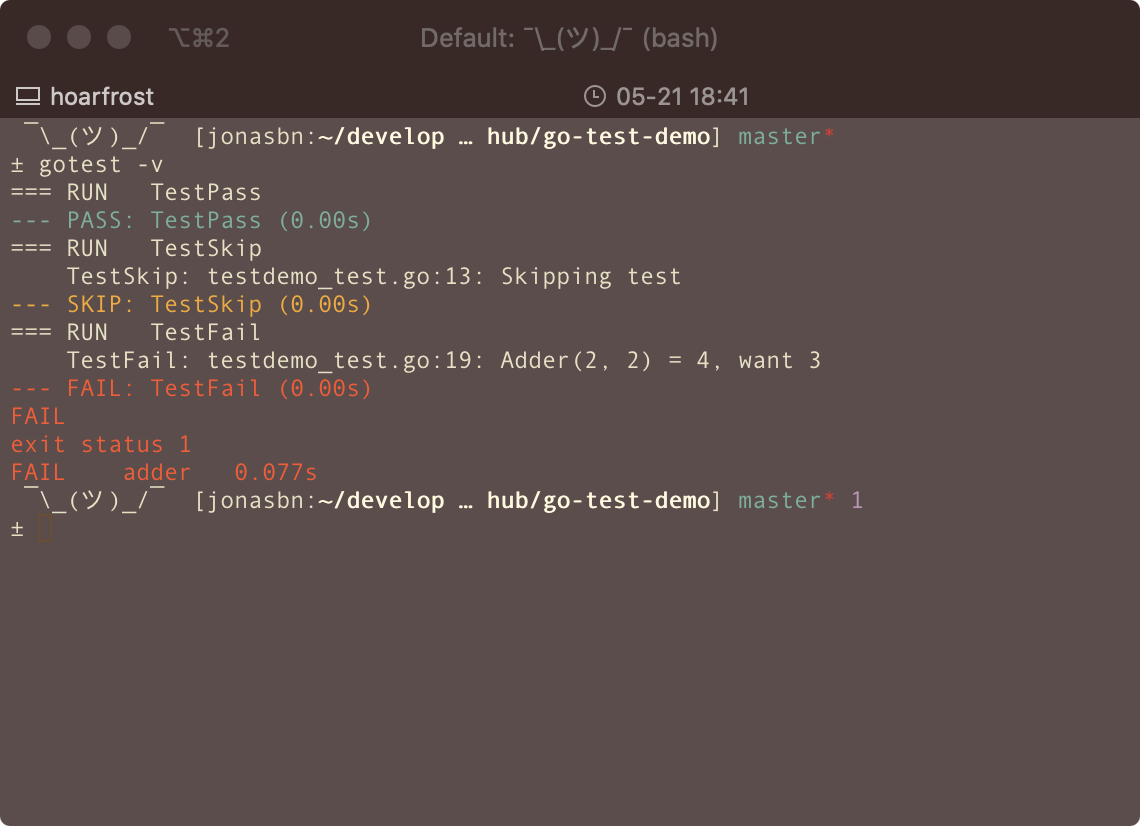 ⌥⌘2 Default: ¯\_(ツ)_/¯ (bash)
hoarfrost 05-21 18:41
¯\_(ツ)_/¯ [jonasbn:~/develop … hub/go-test-demo] master*
± gotest -v
=== RUN   TestPass
--- PASS: TestPass (0.00s)
=== RUN   TestSkip
    TestSkip: testdemo_test.go:13: Skipping test
--- SKIP: TestSkip (0.00s)
=== RUN   TestFail
    TestFail: testdemo_test.go:19: Adder(2, 2) = 4, want 3
--- FAIL: TestFail (0.00s)
FAIL
exit status 1
FAIL    adder   0.077s
¯\_(ツ)_/¯ [jonasbn:~/develop … hub/go-test-demo] master* 1
±